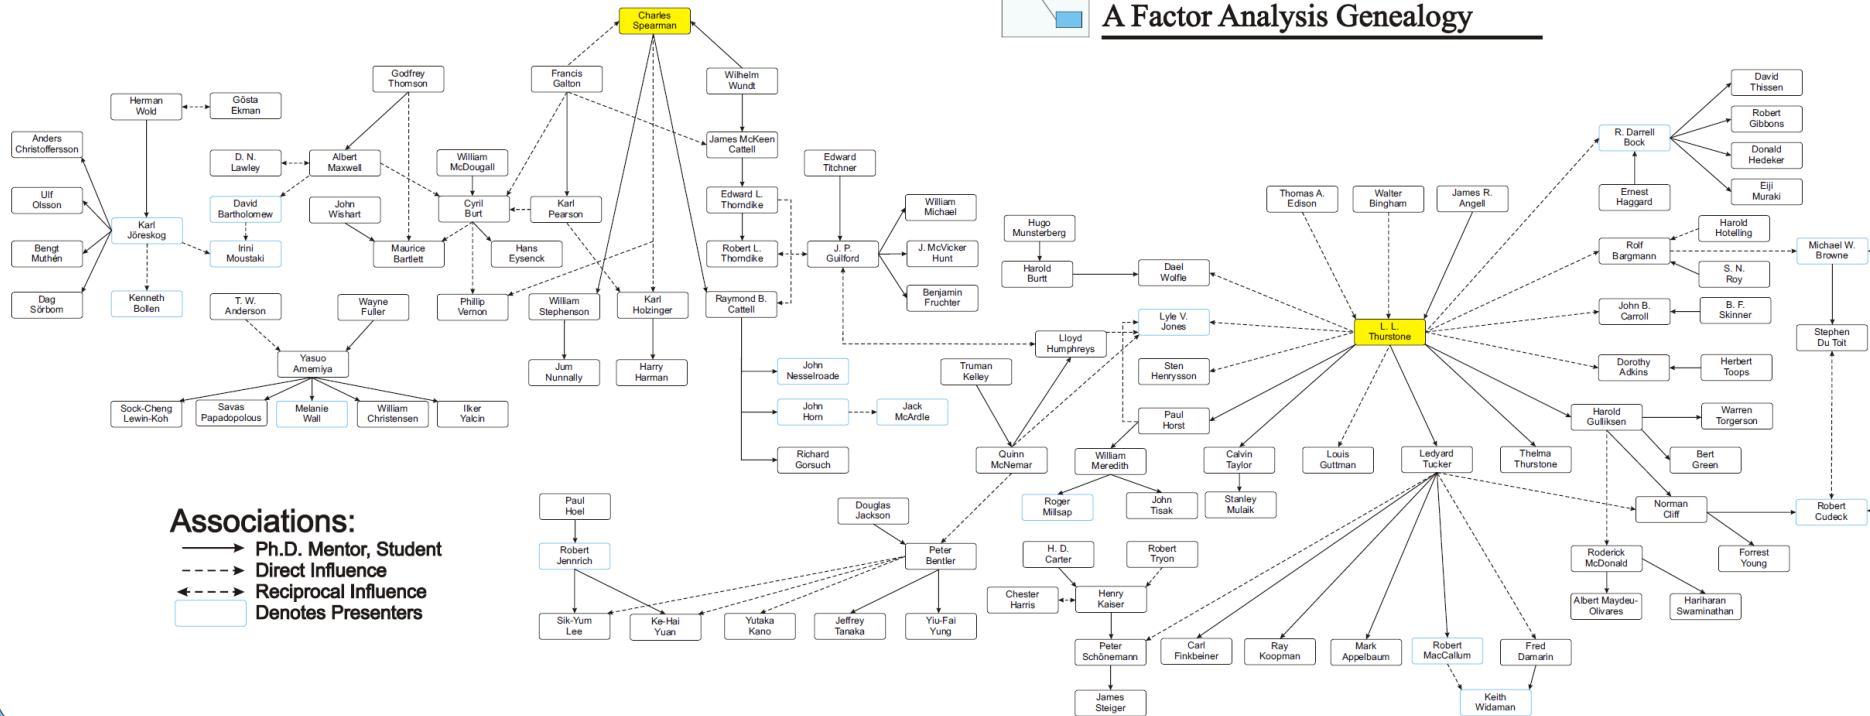 A Factor Analysis Genealogy
Charles
Spearman
Godfrey
Thomson
Francis
Galton
Wilhelm
Wundt
Herman
Wold
Gösta
Ekman
Anders
Christoffersson
D. N.
Lawley
Albert
Maxwell
William
McDougall
James McKeen
Cattell
Edward
Titchner
Ulf
Olsson
Karl
Jöreskog
David
Bartholomew
John
Wishart
Cyril
Burt
Karl
Pearson
Edward L.
Thorndike
William
Michael
Bengt
Muthén
Irini
Moustaki
Maurice
Bartlett
Hans
Eysenck
Robert L.
Thorndike
J. P.
Guilford
J. McVicker
Hunt
Dag
Sörbom
Kenneth
Bollen
T. W.
Anderson
Wayne
Fuller
Phillip
Vernon
William
Stephenson
Karl
Holzinger
Raymond B.
Cattell
Benjamin
Fruchter
Yasuo
Amemiya
Jum
Nunnally
Harry
Harman
John
Nesselroade
Sock-Cheng
Lewin-Koh
Savas
Papadopolous
Melanie
Wall
William
Christensen
Ilker
Yalcin
John
Horn
Jack
McArdle
Richard
Gorsuch
Hugo
Munsterberg
Harold
Burtt
Dael
Wolfle
Lyle V.
Jones
Lloyd
Humphreys
Truman
Kelley
Sten
Henrysson
Paul
Horst
Quinn
McNemar
William
Meredith
Roger
Millsap
John
Tisak
Calvin
Taylor
Stanley
Mulaik
Thomas A.
Edison
Walter
Bingham
James R.
Angell
L. L.
Thurstone
Louis
Guttman
Ledyard
Tucker
Thelma
Thurstone
R. Darrell
Bock
David
Thissen
Robert
Gibbons
Donald
Hedeker
Eiji
Muraki
Ernest
Haggard
Harold
Hotelling
Rolf
Bargmann
S. N.
Roy
Michael W.
Browne
John B.
Carroll
B. F.
Skinner
Stephen
Du Toit
Dorothy
Adkins
Herbert
Toops
Harold
Gulliksen
Warren
Torgerson
Bert
Green
Norman
Cliff
Robert
Cudeck
Forrest
Young
Roderick
McDonald
Albert Maydeu-
Olivares
Hariharan
Swaminathan
Paul
Hoel
Robert
Jennrich
Douglas
Jackson
Peter
Bentler
Sik-Yum
Lee
Ke-Hai
Yuan
Yutaka
Kano
Jeffrey
Tanaka
Yiu-Fai
Yung
H. D.
Carter
Robert
Tryon
Chester
Harris
Henry
Kaiser
Peter
Schönemann
James
Steiger
Carl
Finkbeiner
Ray
Koopman
Mark
Appelbaum
Robert
MacCallum
Fred
Damarin
Keith
Widaman
Associations:
Ph.D. Mentor, Student
Direct Influence
Reciprocal Influence
Denotes Presenters